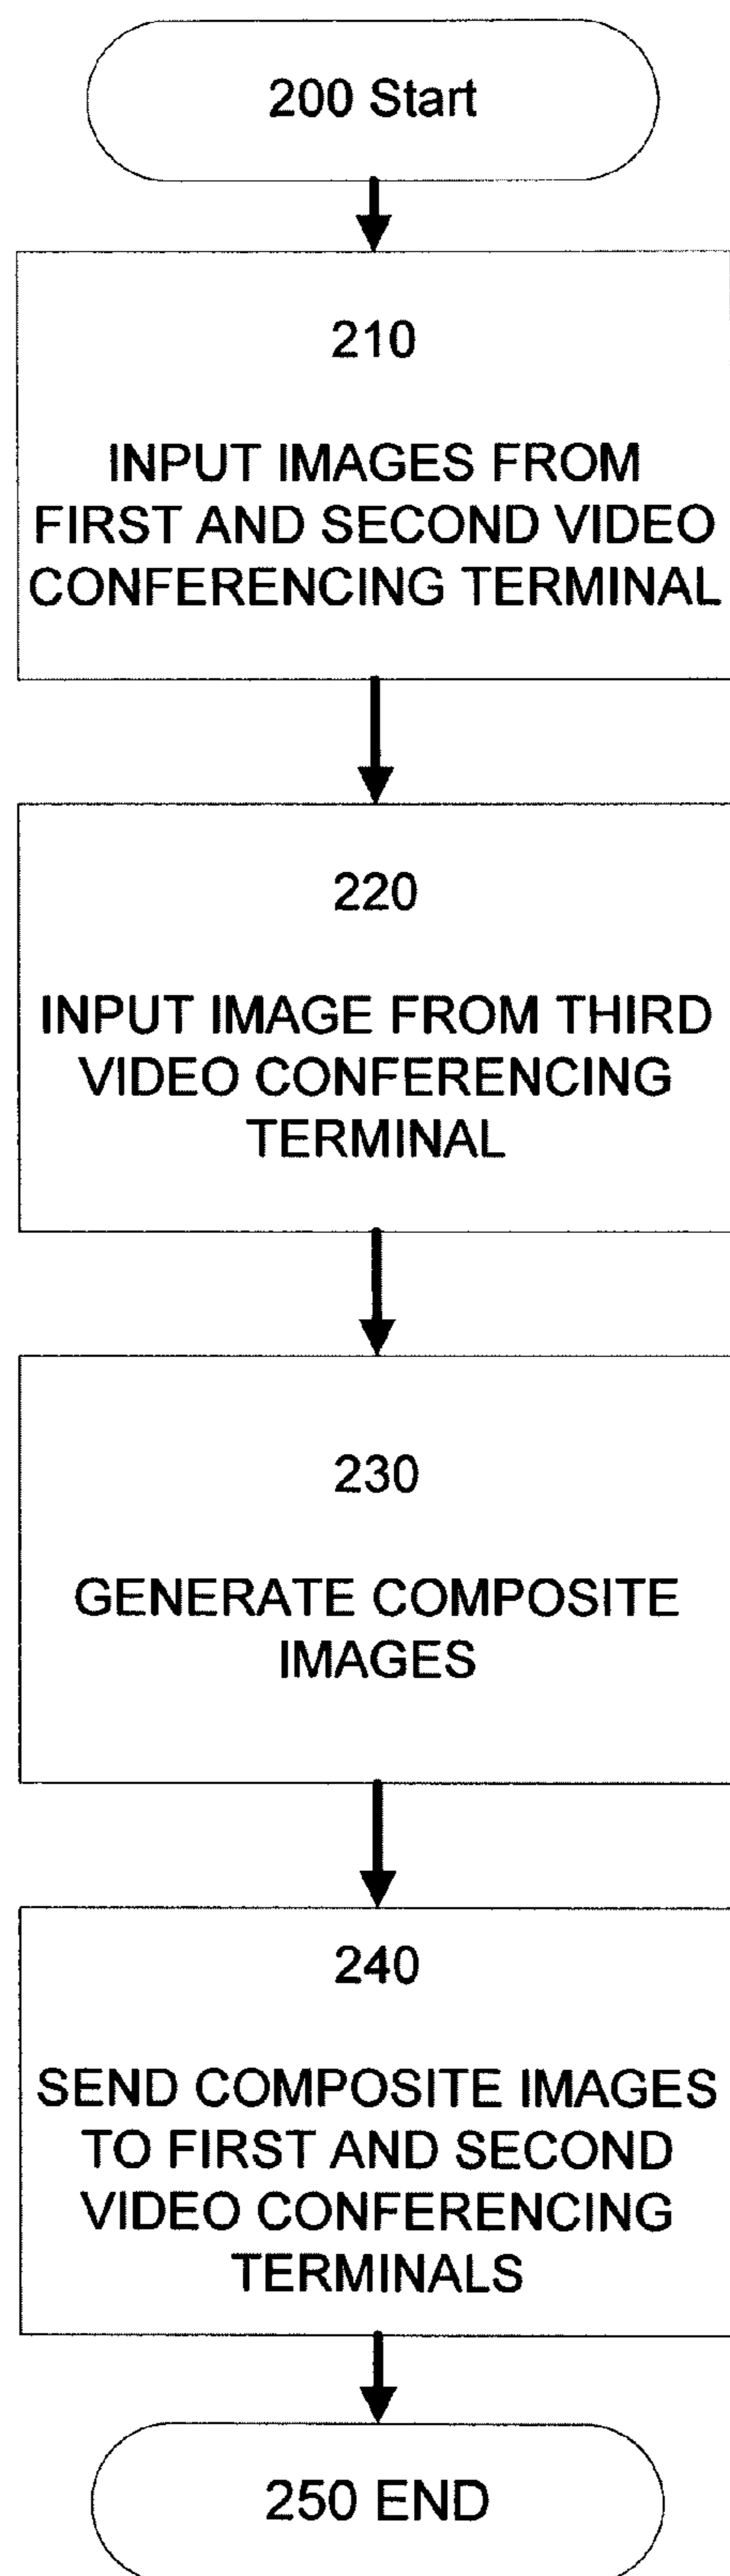 200 Start
210
INPUT IMAGES FROM
FIRST AND SECOND VIDEO
CONFERENCING TERMINAL
220
INPUT IMAGE FROM THIRD
VIDEO CONFERENCING
TERMINAL
230
GENERATE COMPOSITE
IMAGES
240
SEND COMPOSITE IMAGES
TO FIRST AND SECOND
VIDEO CONFERENCING
TERMINALS
250 END